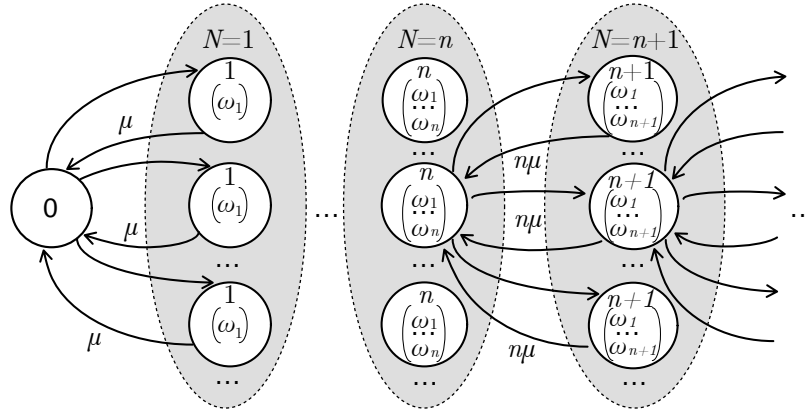 N=1
N=n
N=n+1
1
(ω₁)
n
(ω₁
...
ωₙ)
...
n+1
(ω₁
...
ωₙ₊₁)
...
μ
nμ
0
1
(ω₁)
...
μ
...
n
(ω₁
...
ωₙ)
...
nμ
n+1
(ω₁
...
ωₙ₊₁)
...
..
1
(ω₁)
...
μ
n
(ω₁
...
ωₙ)
...
nμ
n+1
(ω₁
...
ωₙ₊₁)
...